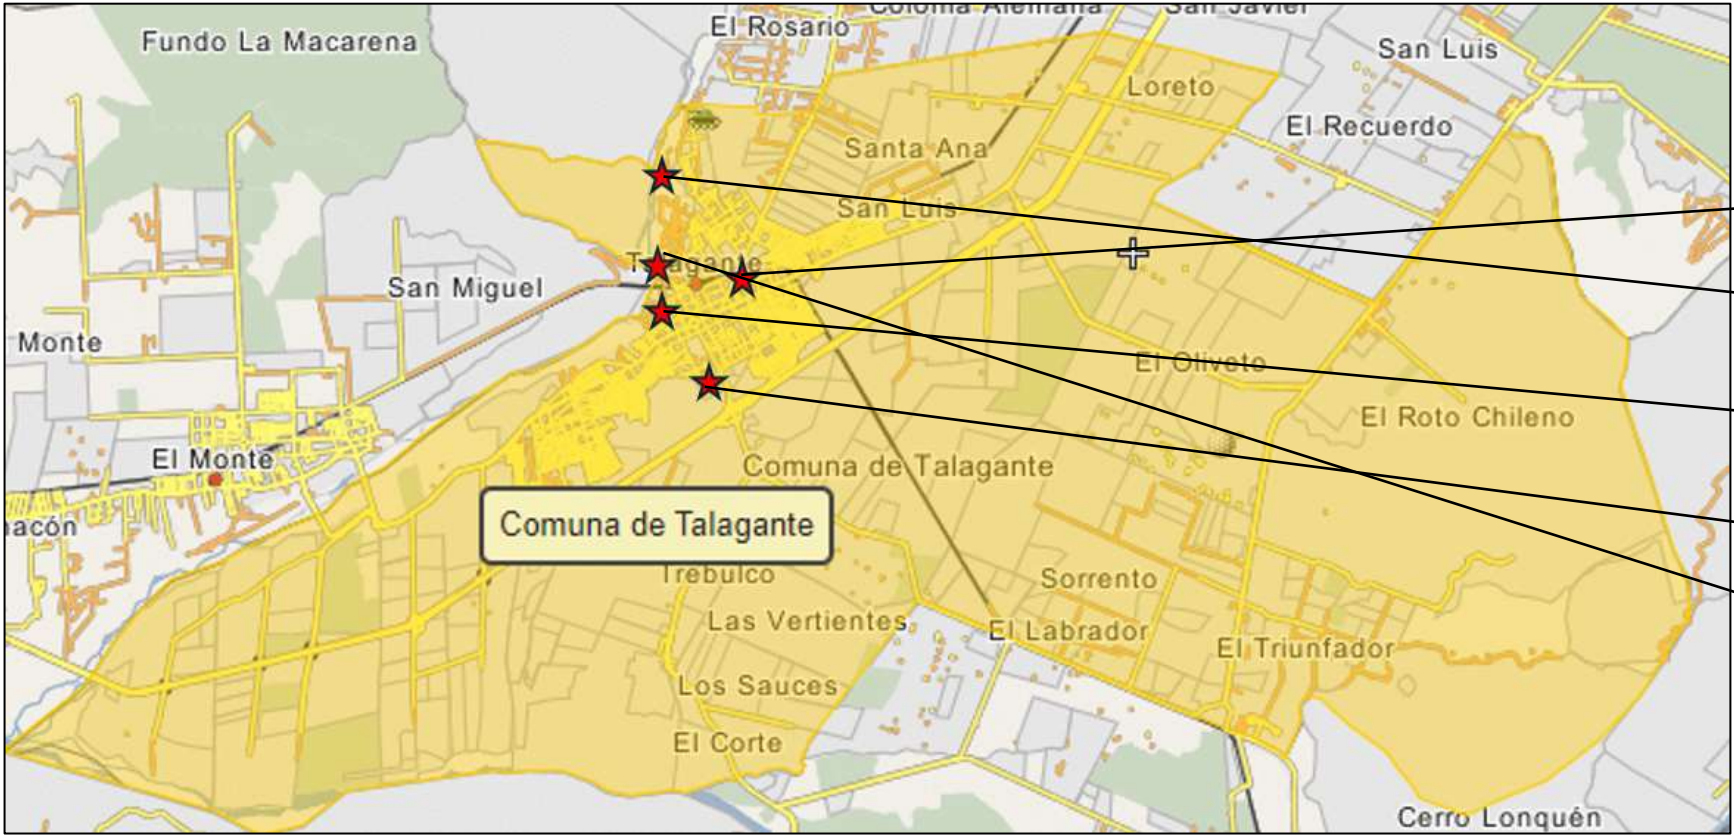 Colonia Alemana
San Javier
El Rosario
Fundo La Macarena
San Luis
Loreto
El Recuerdo
Santa Ana
San Luis
Talagante
San Miguel
Monte
El Oliveto
El Roto Chileno
El Monte
Comuna de Talagante
nacón
Comuna de Talagante
Trebulco
Sorrento
Las Vertientes
El Labrador
El Triunfador
Los Sauces
El Corte
Cerro Lonquén